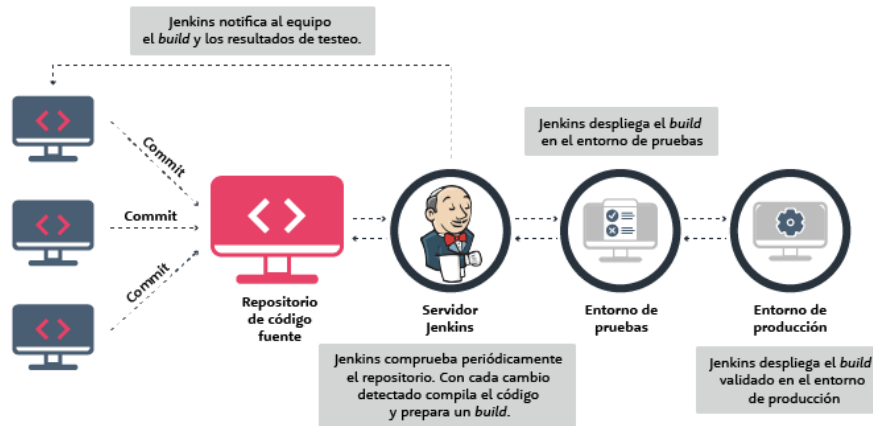 Jenkins notifica al equipo
el build y los resultados de testeo.
Commit
Commit
Commit
Jenkins despliega el build
en el entorno de pruebas
Repositorio
de código
fuente
Servidor
Jenkins
Entorno de
pruebas
Entorno de
producción
Jenkins comprueba periódicamente
el repositorio. Con cada cambio
detectado compila el código
y prepara un build.
Jenkins despliega el build
validado en el entorno
de producción